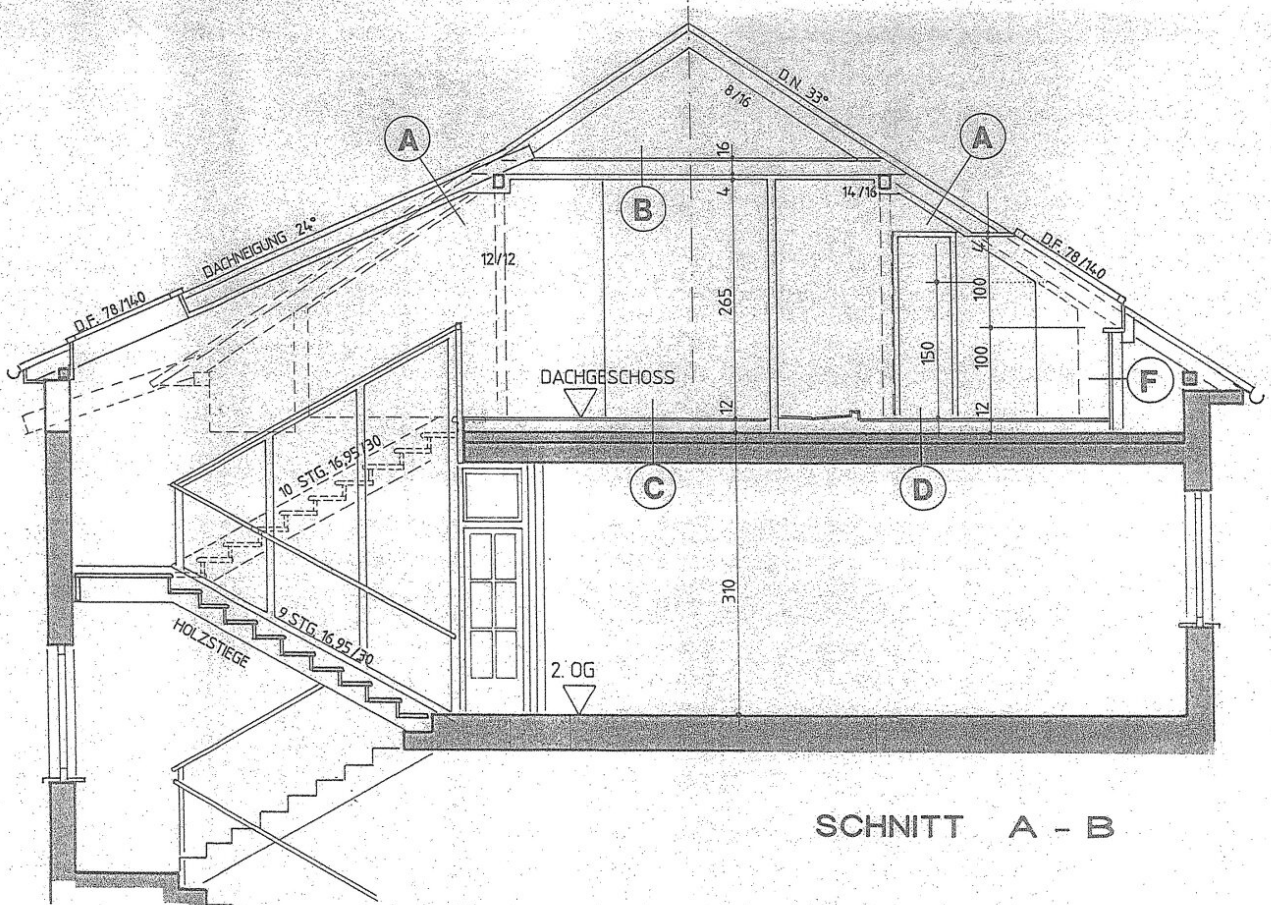 D.N. 33°
8/16
A
A
16
B
4
14/16
DACHNEIGUNG 24°
12/12
4
D.F. 78/140
D.F. 78/140
265
100
150
100
F
DACHGESCHOSS
12
12
10 STG. 16,95/30
C
D
310
9 STG. 16,95/30
HOLZSTIEGE
2. OG
SCHNITT A - B